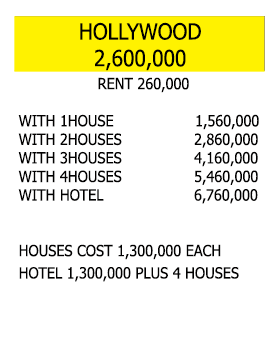 HOLLYWOOD
2,600,000
RENT 260,000
WITH 1HOUSE 1,560,000
WITH 2HOUSES 2,860,000
WITH 3HOUSES 4,160,000
WITH 4HOUSES 5,460,000
WITH HOTEL 6,760,000
HOUSES COST 1,300,000 EACH
HOTEL 1,300,000 PLUS 4 HOUSES